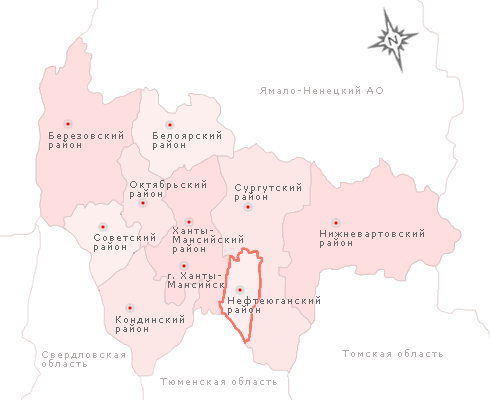 N
Ямало-Ненецкий АО
Березовский
район
Белоярский
район
Октябрьский
район
Сургутский
район
Ханты-
Мансийский
район
Советский
район
Нижневартовский
район
г. Ханты-
Мансийск
Нефтеюганский
район
Кондинский
район
Свердловская
область
Томская область
Тюменская область